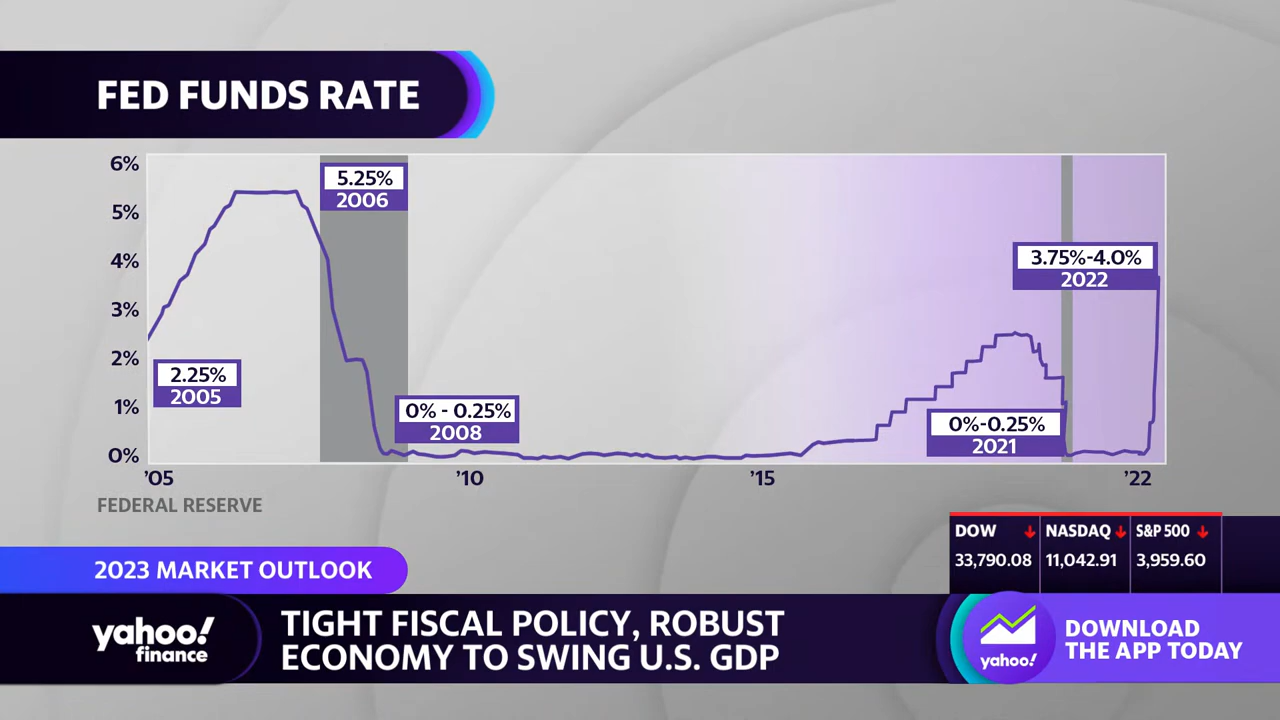 FED FUNDS RATE
6%
5%
4%
3%
2%
1%
0%
5.25%
2006
2.25%
2005
0% - 0.25%
2008
0%-0.25%
2021
3.75%-4.0%
2022
’05
’10
’15
’22
FEDERAL RESERVE
DOW
NASDAQ
S&P 500
33,790.08
11,042.91
3,959.60
2023 MARKET OUTLOOK
yahoo!
finance
TIGHT FISCAL POLICY, ROBUST
ECONOMY TO SWING U.S. GDP
yahoo!
DOWNLOAD
THE APP TODAY